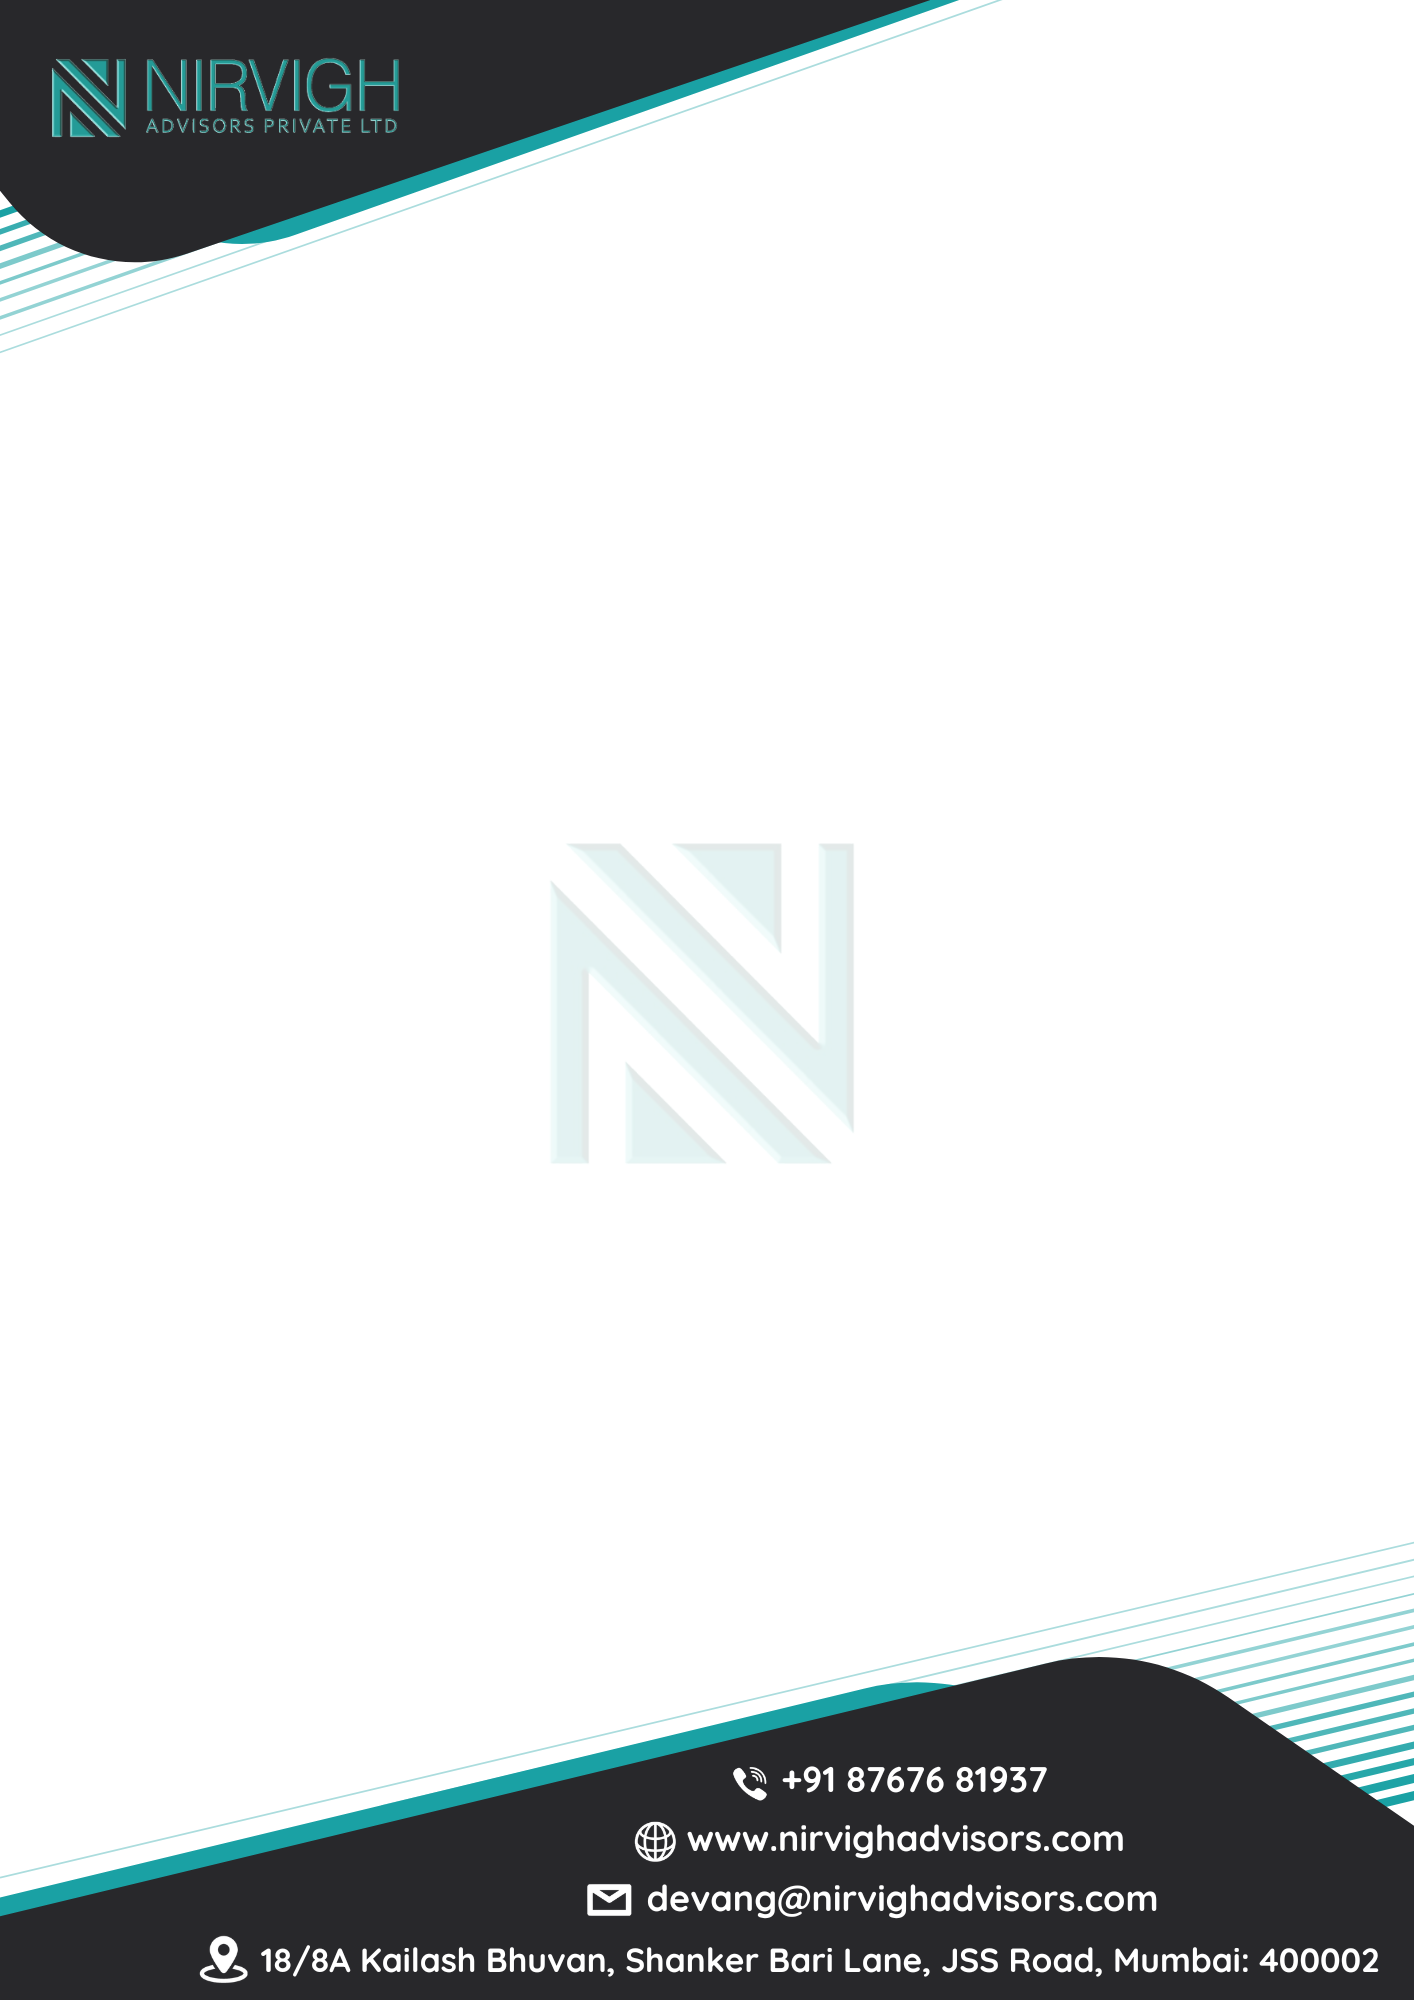 NIRVIGH
ADVISORS PRIVATE LTD
+91 87676 81937
www.nirvighadvisors.com
devang@nirvighadvisors.com
18/8A Kailash Bhuvan, Shanker Bari Lane, JSS Road, Mumbai: 400002